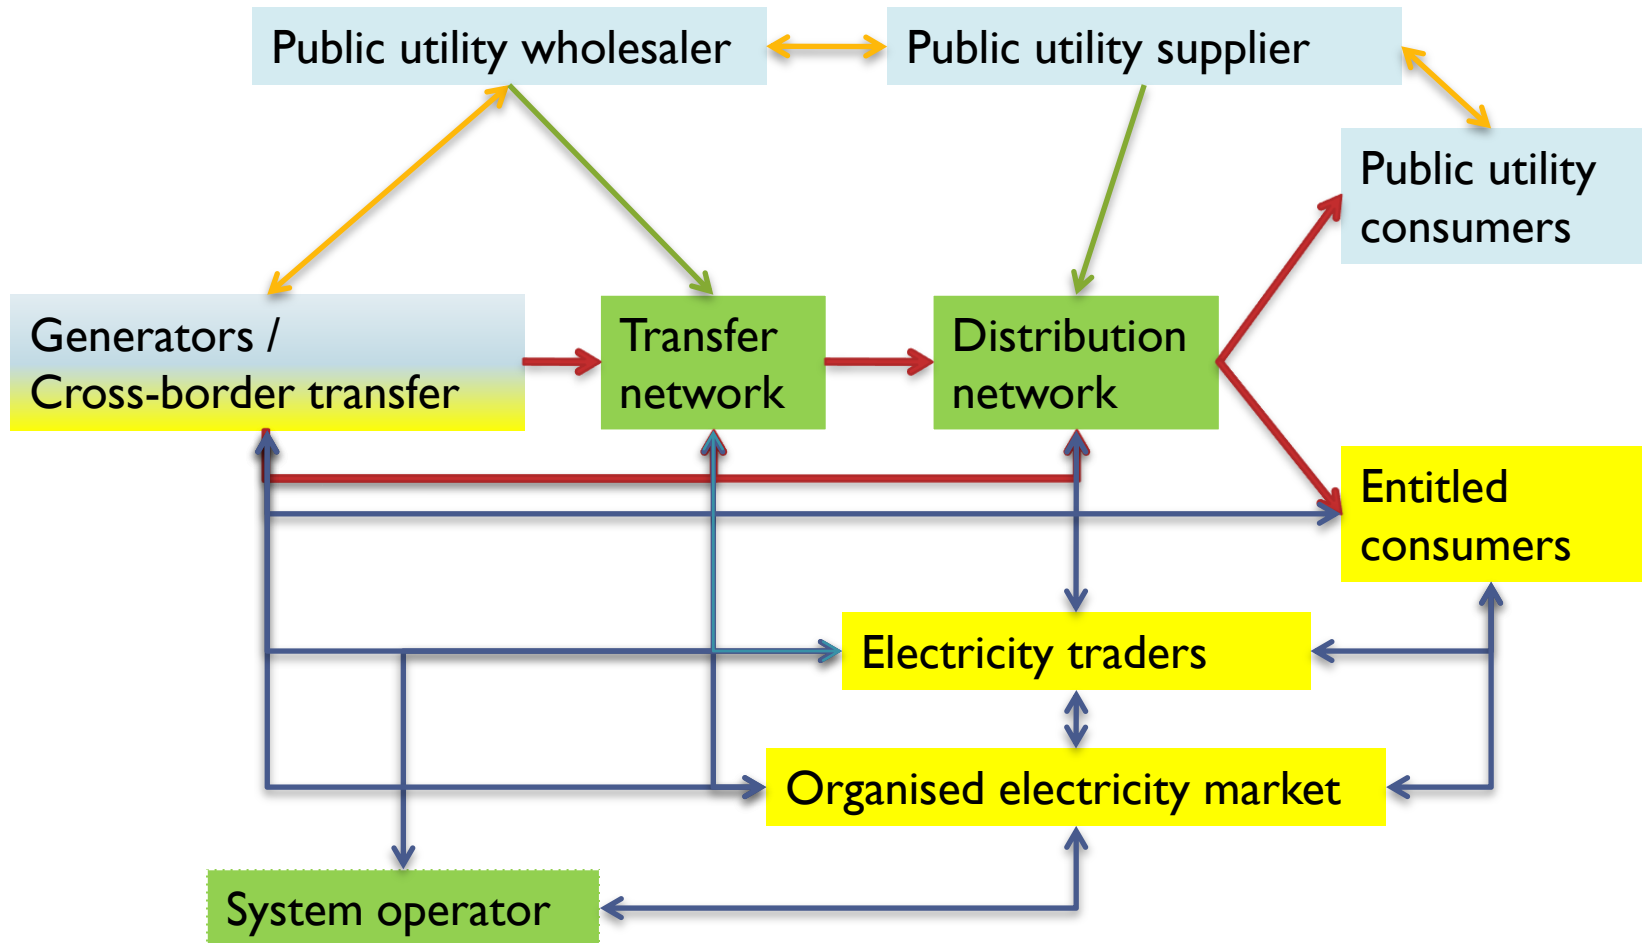 Public utility wholesaler
Public utility supplier
Public utility
consumers
Generators /
Cross-border transfer
Transfer
network
Distribution
network
Entitled
consumers
Electricity traders
Organised electricity market
System operator